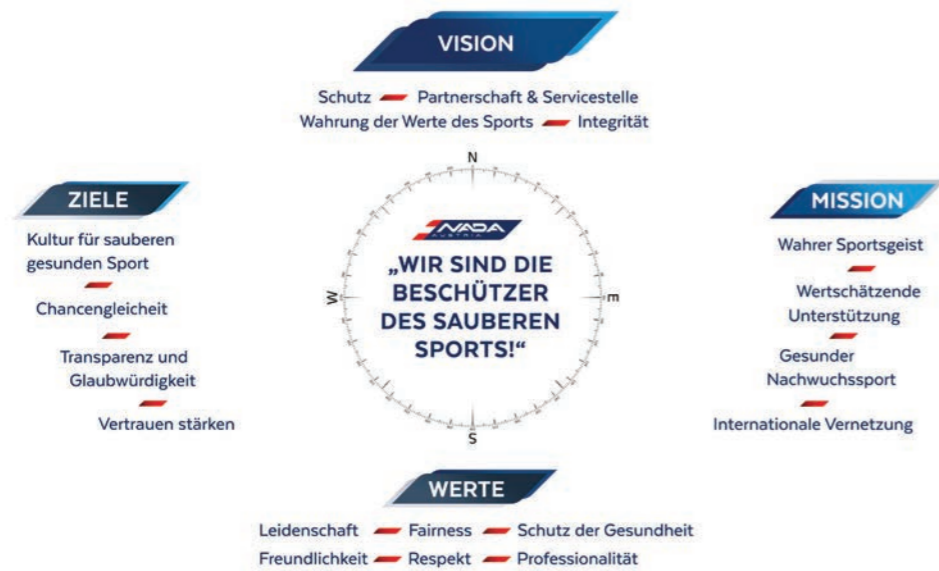 VISION
Schutz Partnerschaft & Servicestelle
Wahrung der Werte des Sports Integrität
N
ZIELE
Kultur für sauberen
gesunden Sport
Chancengleicheit
Transparenz und
Glaubwürdigkeit
Vertrauen stärken
W
NADA
AUSTRIA
„WIR SIND DIE
BESCHÜTZER
DES SAUBEREN
SPORTS!“
E
MISSION
Wahrer Sportsgeist
Wertschätzende
Unterstützung
Gesunder
Nachwuchssport
Internationale Vernetzung
S
WERTE
Leidenschaft Fairness Schutz der Gesundheit
Freundlichkeit Respekt Professionalität